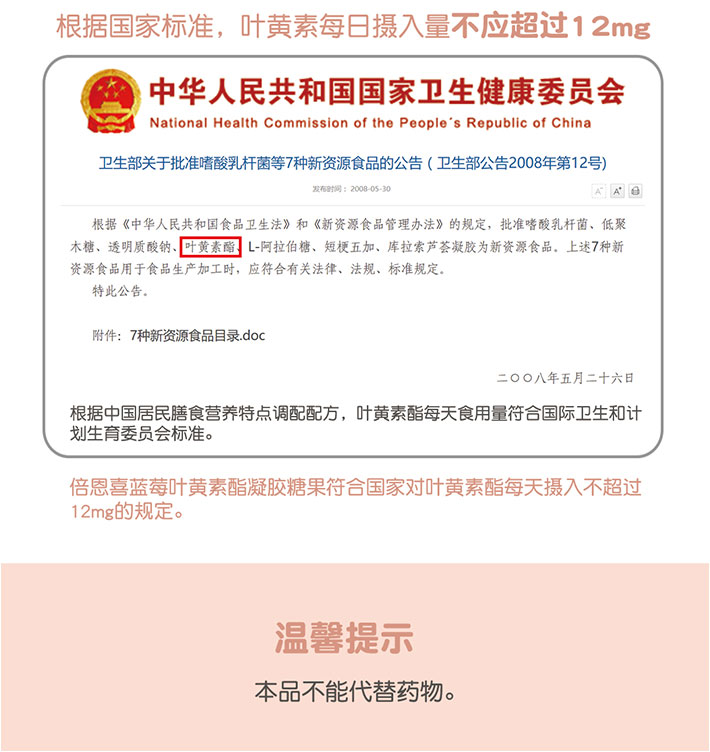 根据国家标准，叶黄素每日摄入量不应超过12mg
中华人民共和国国家卫生健康委员会
National Health Commission of the People's Republic of China
卫生部关于批准嗜酸乳杆菌等7种新资源食品的公告（卫生部公告2008年第12号)
发布时间：2008-05-30
A- A+
根据《中华人民共和国食品卫生法》和《新资源食品管理办法》的规定，批准嗜酸乳杆菌、低聚
木糖、透明质酸钠、叶黄素酯、L-阿拉伯糖、短梗五加、库拉索芦荟凝胶为新资源食品。上述7种新
资源食品用于食品生产加工时，应符合有关法律、法规、标准规定。
特此公告。
附件：7种新资源食品目录.doc
二〇〇八年五月二十六日
根据中国居民膳食营养特点调配配方，叶黄素酯每天食用量符合国际卫生和计
划生育委员会标准。
倍恩喜蓝莓叶黄素酯凝胶糖果符合国家对叶黄素酯每天摄入不超过
12mg的规定。
温馨提示
本品不能代替药物。